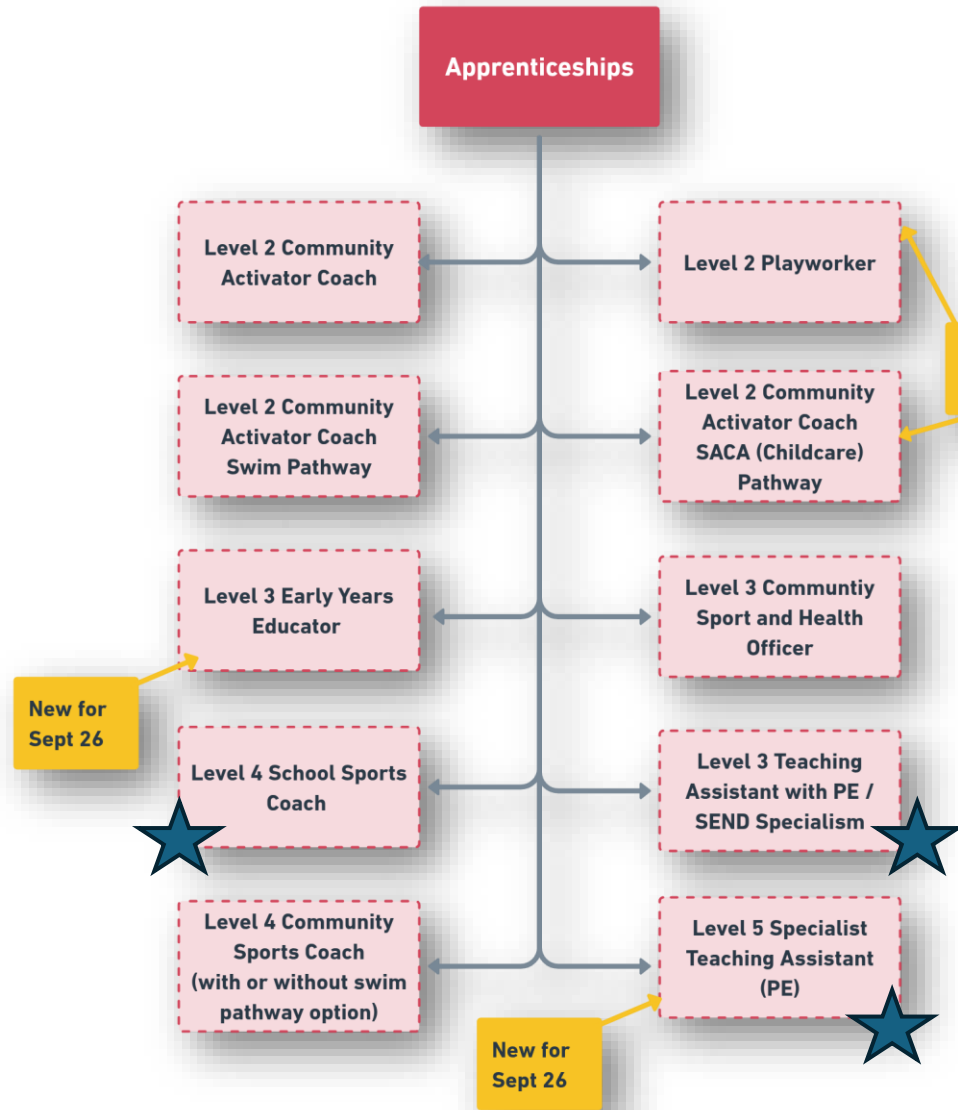 Apprenticeships
Level 2 Community
Activator Coach
Level 2 Playworker
Level 2 Community
Activator Coach
Swim Pathway
Level 2 Community
Activator Coach
SACA (Childcare)
Pathway
Level 3 Early Years
Educator
Level 3 Communtiy
Sport and Health
Officer
New for
Sept 26
Level 4 School Sports
Coach
Level 3 Teaching
Assistant with PE /
SEND Specialism
Level 4 Community
Sports Coach
(with or without swim
pathway option)
Level 5 Specialist
Teaching Assistant
(PE)
New for
Sept 26